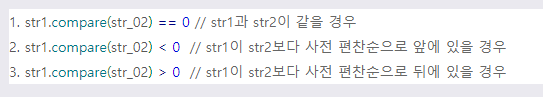 1. str1.compare(str_02) == 0 // str1과 str2이 같을 경우
2. str1.compare(str_02) < 0 // str1이 str2보다 사전 편찬순으로 앞에 있을 경우
3. str1.compare(str_02) > 0 // str1이 str2보다 사전 편찬순으로 뒤에 있을 경우